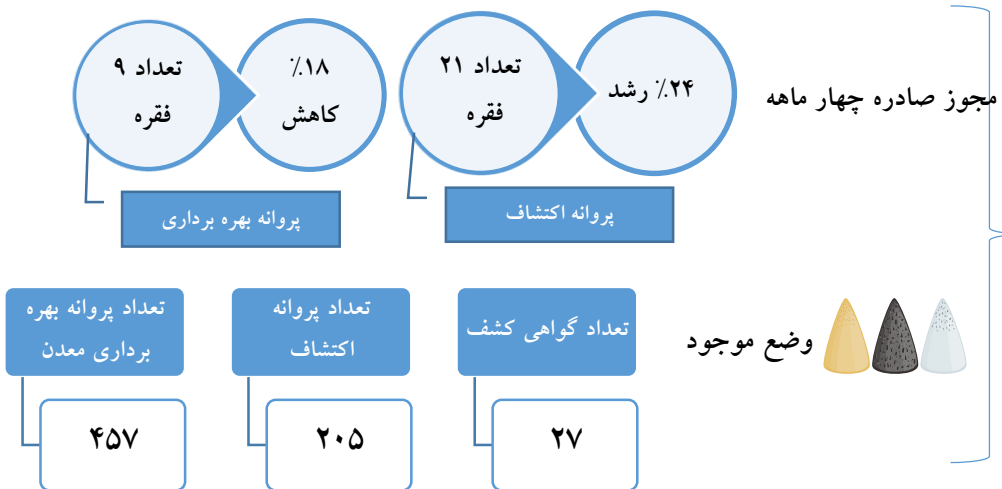 مجوز صادره چهار ماهه
تعداد ۲۱
فقره
۲۴٪ رشد
پروانه اکتشاف
تعداد ۹
فقره
۱۸٪
کاهش
پروانه بهره برداری
وضع موجود
تعداد گواهی کشف
۲۷
تعداد پروانه
اکتشاف
۲۰۵
تعداد پروانه بهره
برداری معدن
۴۵۷